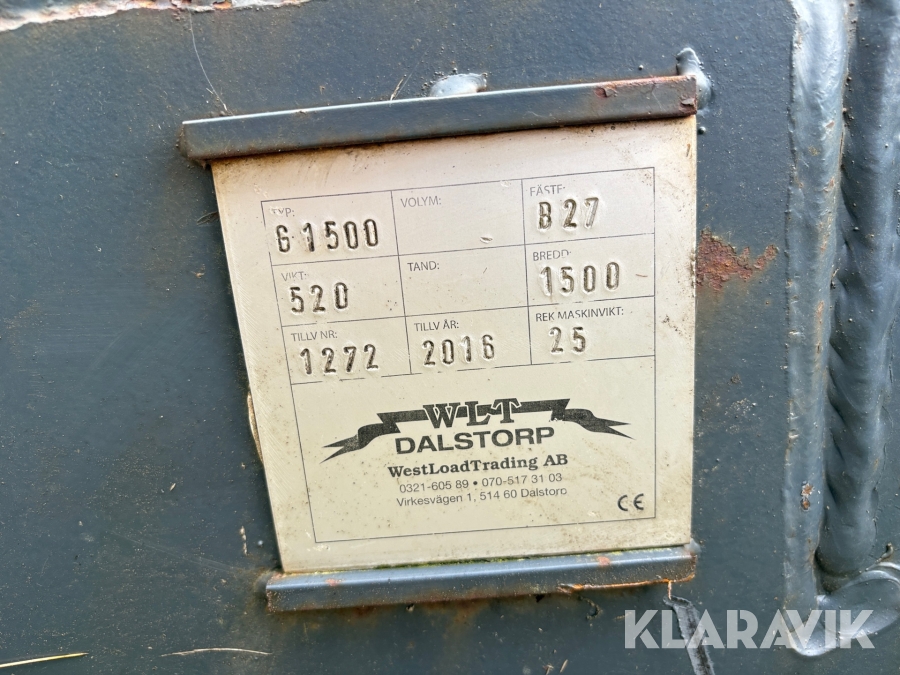 TYP: VOLYM: FÄSTE:
G1500 B27
VIKT: TAND: BREDD:
520 1500
TILLV NR: TILLV ÅR: REK MASKINVIKT:
1272 2016 25
WLT
DALSTORP
WestLoadTrading AB
0321-605 89 • 070-517 31 03
Virkesvägen 1, 514 60 Dalstorp
CE
KLARAVIK